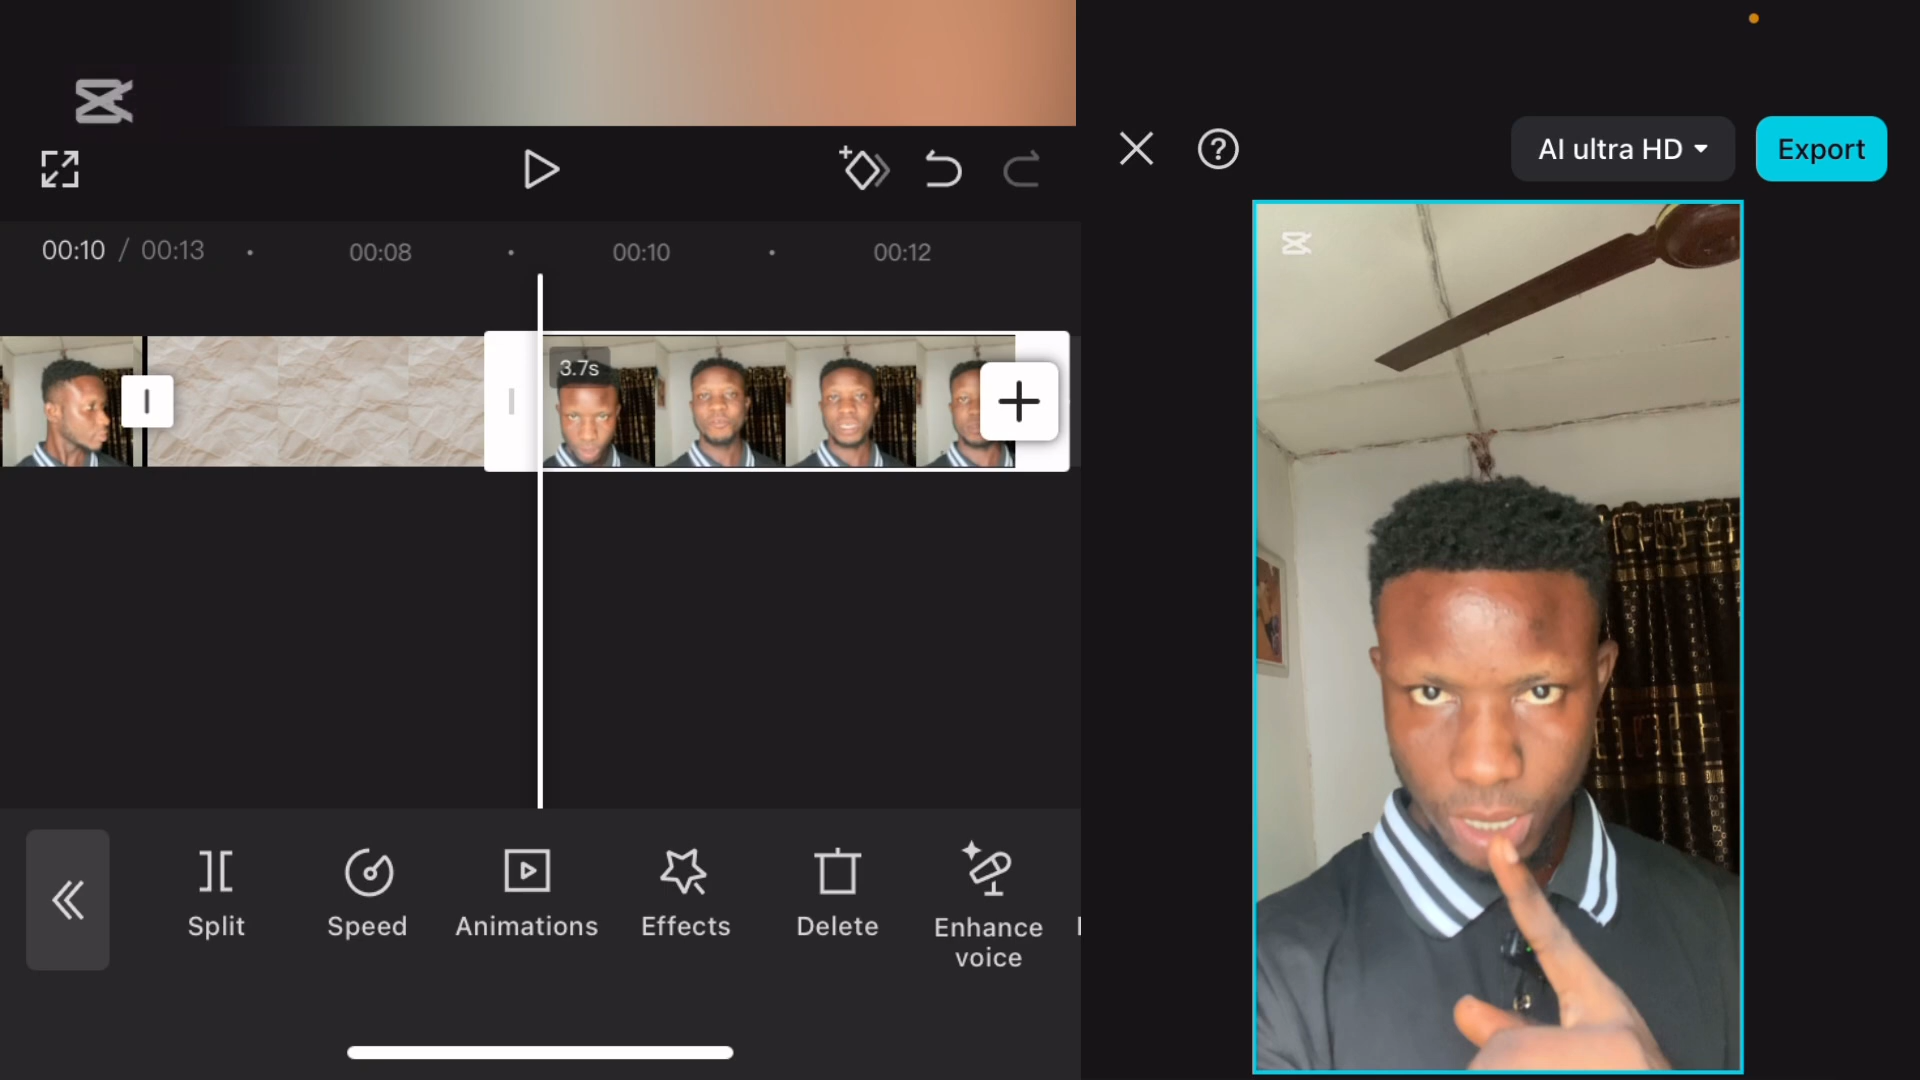 AI ultra HD
Export
00:10 / 00:13
00:08
00:10
00:12
3.7s
Split
Speed
Animations
Effects
Delete
Enhance
voice